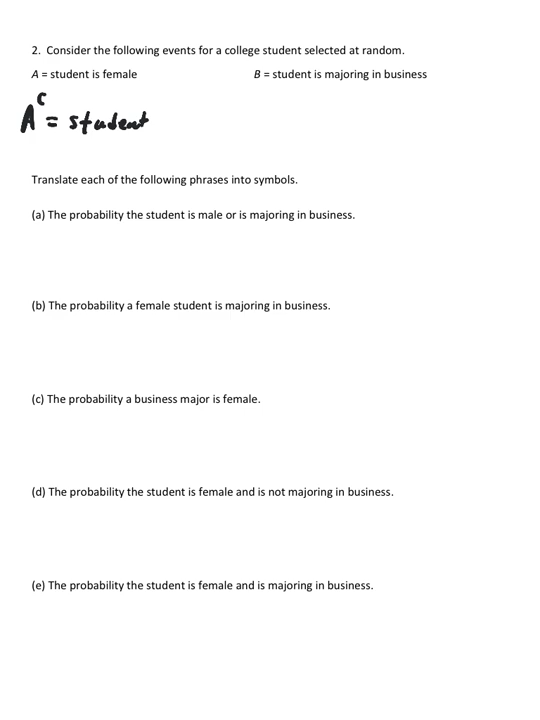 2. Consider the following events for a college student selected at random.
A = student is female B = student is majoring in business
A^c = student
Translate each of the following phrases into symbols.
(a) The probability the student is male or is majoring in business.
(b) The probability a female student is majoring in business.
(c) The probability a business major is female.
(d) The probability the student is female and is not majoring in business.
(e) The probability the student is female and is majoring in business.